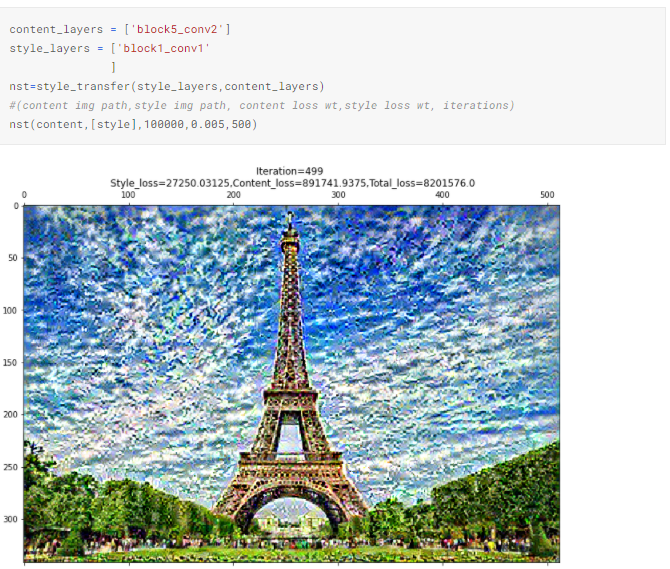 content_layers = ['block5_conv2']
style_layers = ['block1_conv1'
]
nst=style_transfer(style_layers,content_layers)
#(content img path,style img path, content loss wt,style loss wt, iterations)
nst(content,[style],100000,0.005,500)
Iteration=499
Style_loss=27250.03125,Content_loss=891741.9375,Total_loss=8201576.0
0 100 200 300 400 500
0
50
100
150
200
250
300